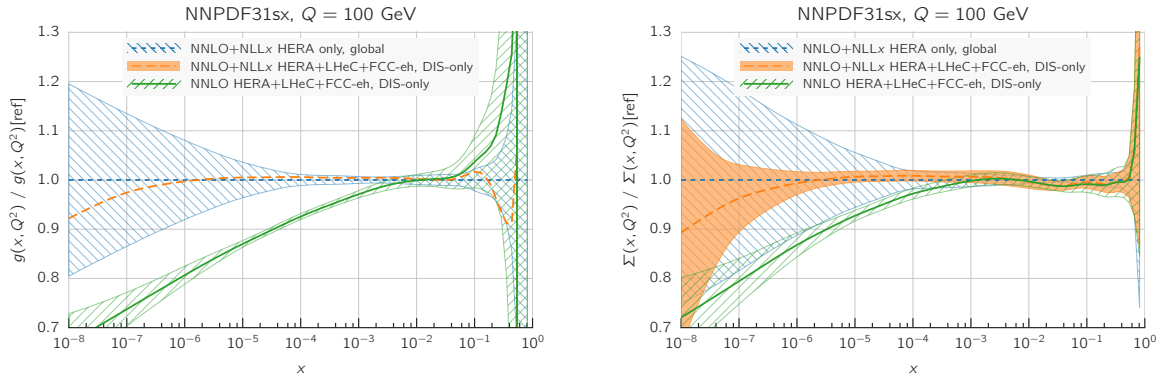 NNPDF31sx, Q = 100 GeV
NNLO+NLLx HERA only, global
NNLO+NLLx HERA+LHeC+FCC-eh, DIS-only
NNLO HERA+LHeC+FCC-eh, DIS-only
g(x, Q²) / g(x, Q²)[ref]
1.3
1.2
1.1
1.0
0.9
0.8
0.7
10⁻⁸ 10⁻⁷ 10⁻⁶ 10⁻⁵ 10⁻⁴ 10⁻³ 10⁻² 10⁻¹ 10⁰
x
NNPDF31sx, Q = 100 GeV
NNLO+NLLx HERA only, global
NNLO+NLLx HERA+LHeC+FCC-eh, DIS-only
NNLO HERA+LHeC+FCC-eh, DIS-only
Σ(x, Q²) / Σ(x, Q²)[ref]
1.3
1.2
1.1
1.0
0.9
0.8
0.7
10⁻⁸ 10⁻⁷ 10⁻⁶ 10⁻⁵ 10⁻⁴ 10⁻³ 10⁻² 10⁻¹ 10⁰
x